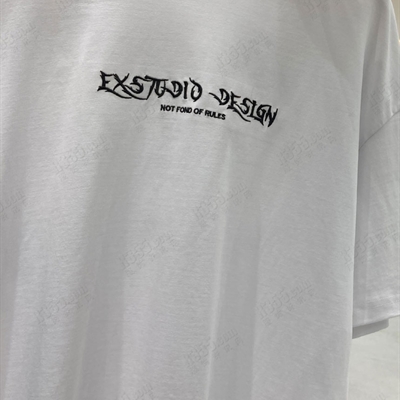 EXSTUDIO DESIGN
NOT FOND OF RULES